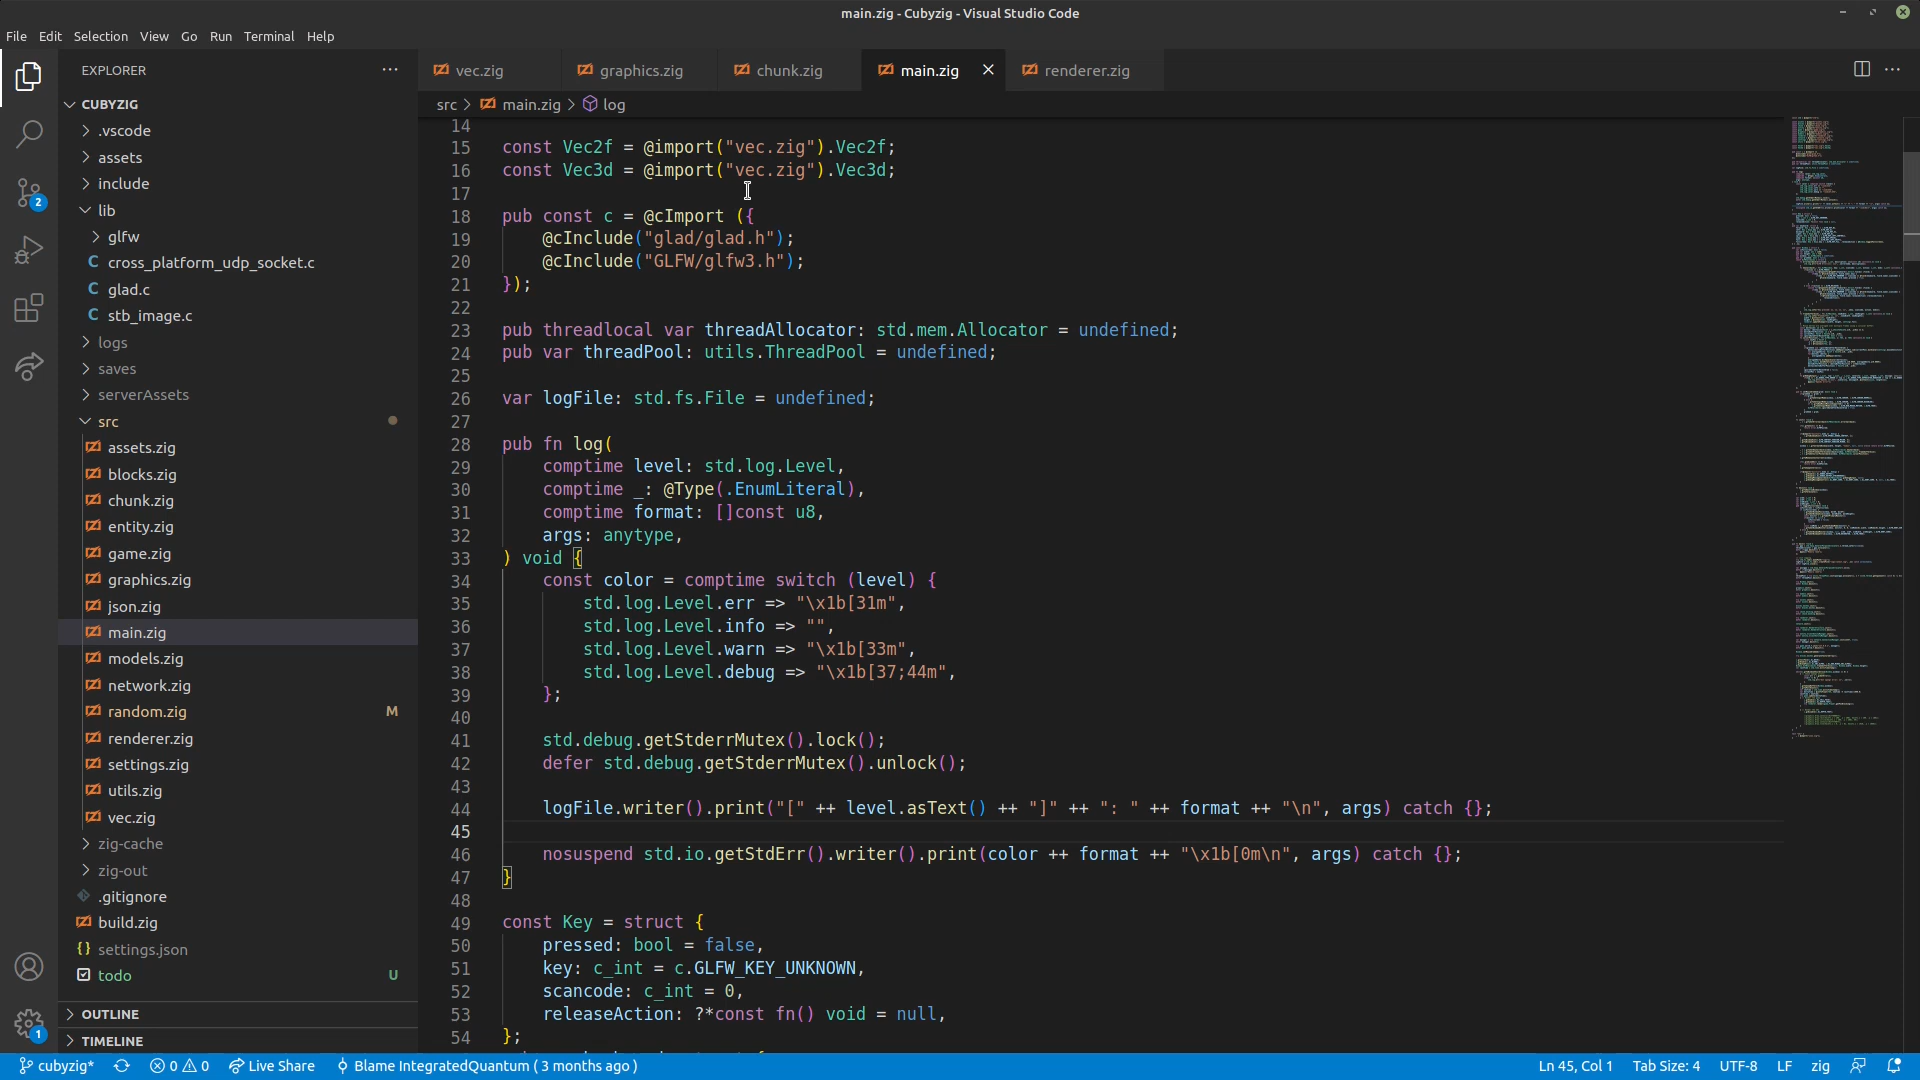 main.zig - Cubyzig - Visual Studio Code
File Edit Selection View Go Run Terminal Help
EXPLORER
CUBYZIG
.vscode
assets
include
lib
glfw
C cross_platform_udp_socket.c
C glad.c
C stb_image.c
logs
saves
serverAssets
src
assets.zig
blocks.zig
chunk.zig
entity.zig
game.zig
graphics.zig
json.zig
main.zig
models.zig
network.zig
random.zig M
renderer.zig
settings.zig
utils.zig
vec.zig
zig-cache
zig-out
.gitignore
build.zig
{} settings.json
todo U
OUTLINE
TIMELINE
2
1
vec.zig graphics.zig chunk.zig main.zig renderer.zig
src > main.zig > log
14
15 const Vec2f = @import("vec.zig").Vec2f;
16 const Vec3d = @import("vec.zig").Vec3d;
17
18 pub const c = @cImport ({
19 @cInclude("glad/glad.h");
20 @cInclude("GLFW/glfw3.h");
21 });
22
23 pub threadlocal var threadAllocator: std.mem.Allocator = undefined;
24 pub var threadPool: utils.ThreadPool = undefined;
25
26 var logFile: std.fs.File = undefined;
27
28 pub fn log(
29 comptime level: std.log.Level,
30 comptime _: @Type(.EnumLiteral),
31 comptime format: []const u8,
32 args: anytype,
33 ) void {
34 const color = comptime switch (level) {
35 std.log.Level.err => "\x1b[31m",
36 std.log.Level.info => "",
37 std.log.Level.warn => "\x1b[33m",
38 std.log.Level.debug => "\x1b[37;44m",
39 };
40
41 std.debug.getStderrMutex().lock();
42 defer std.debug.getStderrMutex().unlock();
43
44 logFile.writer().print("[" ++ level.asText() ++ "]" ++ ": " ++ format ++ "\n", args) catch {};
45
46 nosuspend std.io.getStdErr().writer().print(color ++ format ++ "\x1b[0m\n", args) catch {};
47 }
48
49 const Key = struct {
50 pressed: bool = false,
51 key: c_int = c.GLFW_KEY_UNKNOWN,
52 scancode: c_int = 0,
53 releaseAction: ?*const fn() void = null,
54 };
cubyzig* 0 0 Live Share Blame IntegratedQuantum ( 3 months ago ) Ln 45, Col 1 Tab Size: 4 UTF-8 LF zig